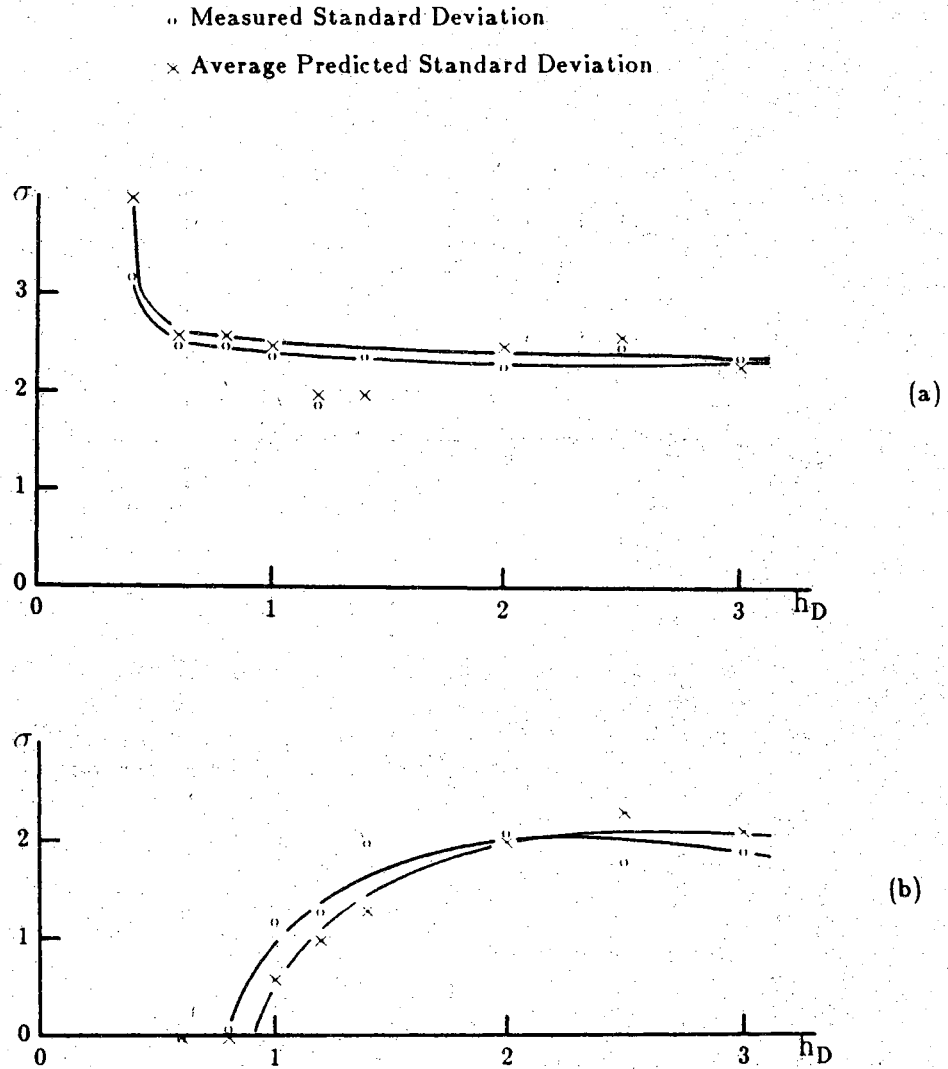 o Measured Standard Deviation
× Average Predicted Standard Deviation
σ
3
2
1
0
0 1 2 3 h_D
(a)
σ
2
1
0
0 1 2 3 h_D
(b)